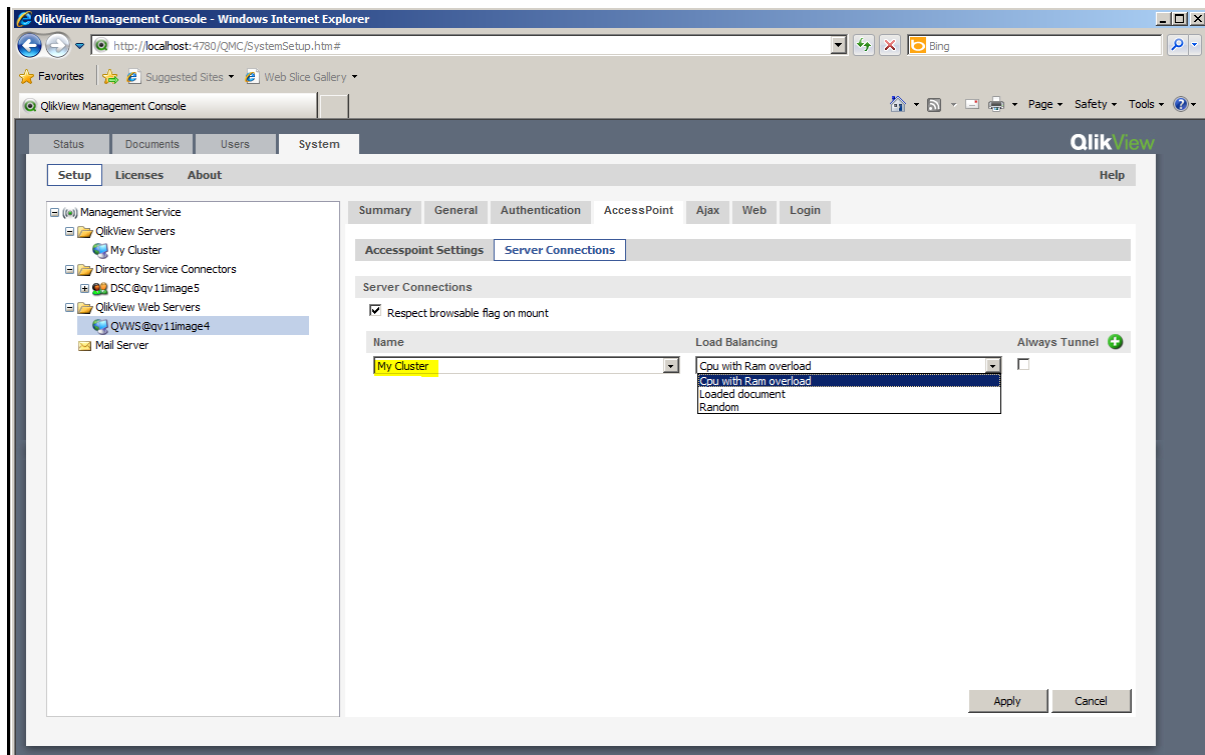 QlikView Management Console - Windows Internet Explorer
http://localhost:4780/QMC/SystemSetup.htm#
Bing
Favorites Suggested Sites Web Slice Gallery
QlikView Management Console Page Safety Tools
Status Documents Users System QlikView
Setup Licenses About Help
Management Service
QlikView Servers
My Cluster
Directory Service Connectors
DSC@qv11image5
QlikView Web Servers
QVWS@qv11image4
Mail Server
Summary General Authentication AccessPoint Ajax Web Login
Accesspoint Settings Server Connections
Server Connections
Respect browsable flag on mount
Name Load Balancing Always Tunnel
My Cluster Cpu with Ram overload
Cpu with Ram overload
Loaded document
Random
Apply Cancel